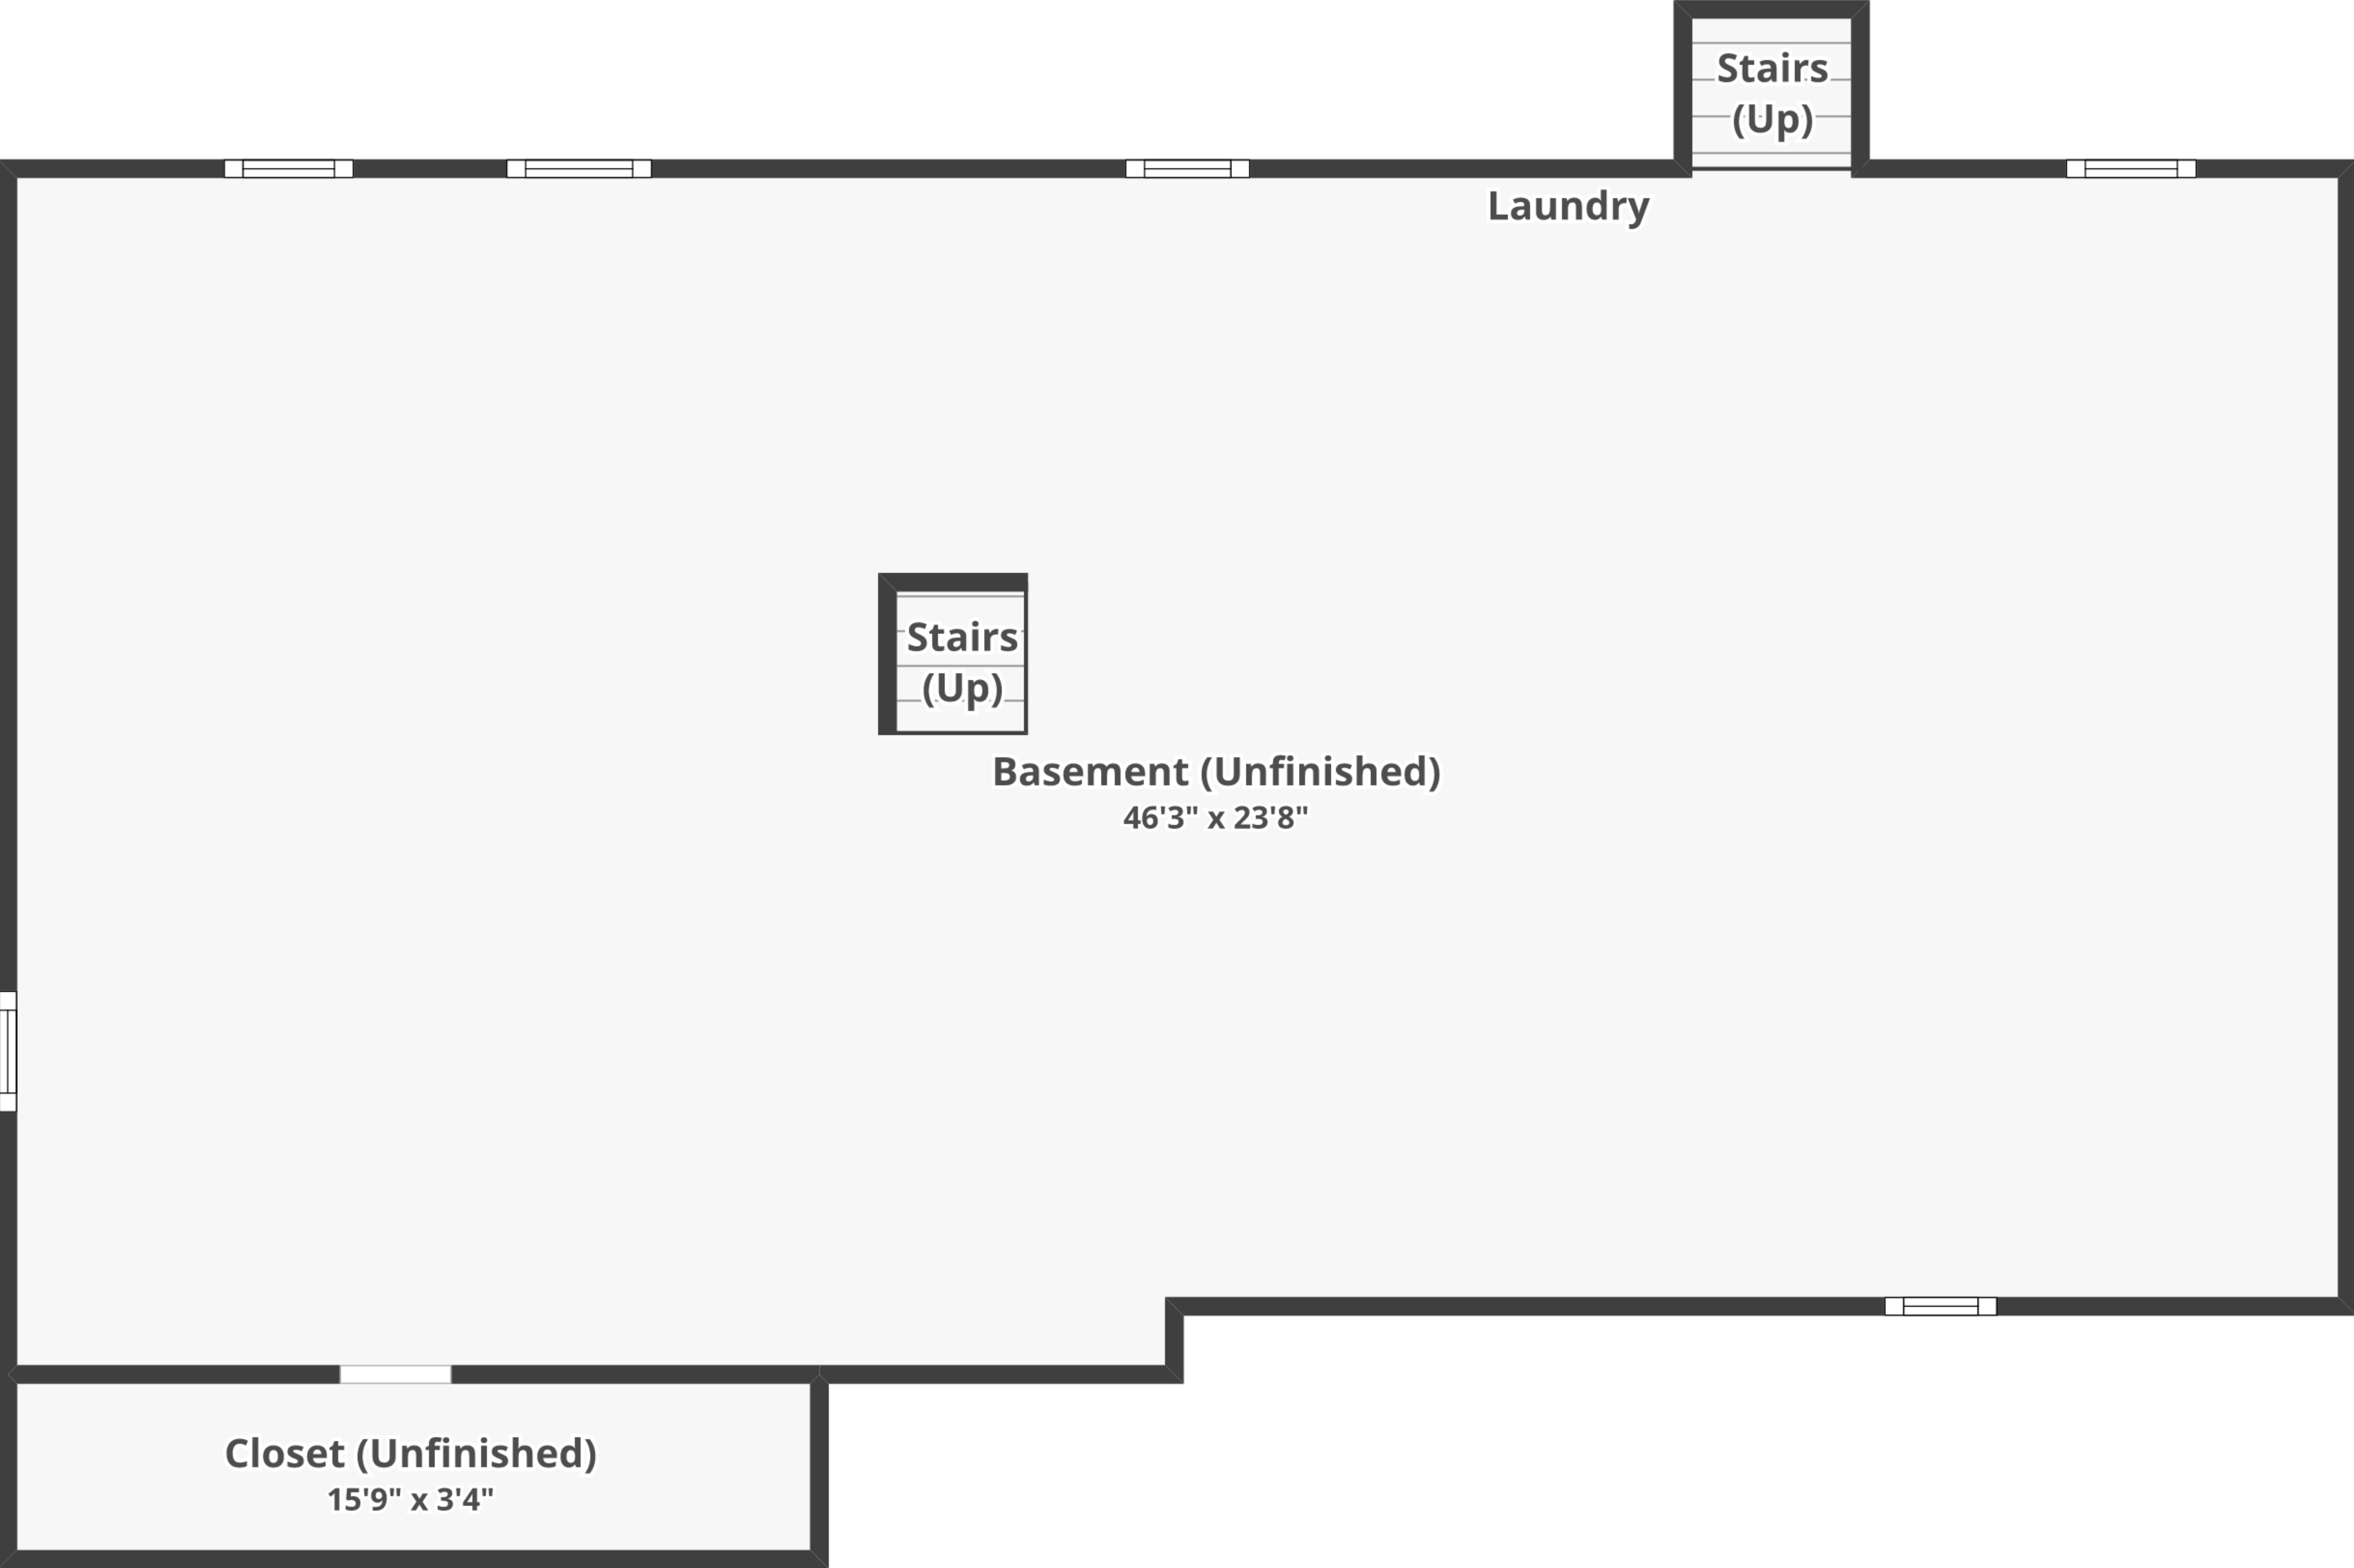 Stairs
(Up)
Laundry
Stairs
(Up)
Basement (Unfinished)
46'3" x 23'8"
Closet (Unfinished)
15'9" x 3'4"